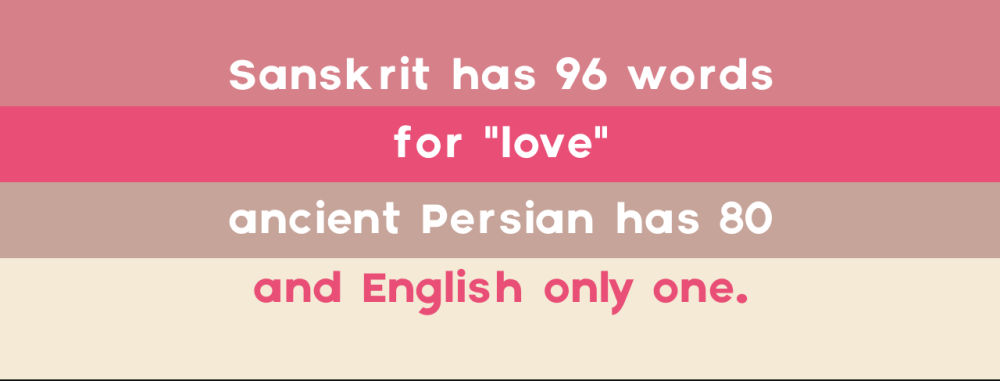 Sanskrit has 96 words
for "love"
ancient Persian has 80
and English only one.